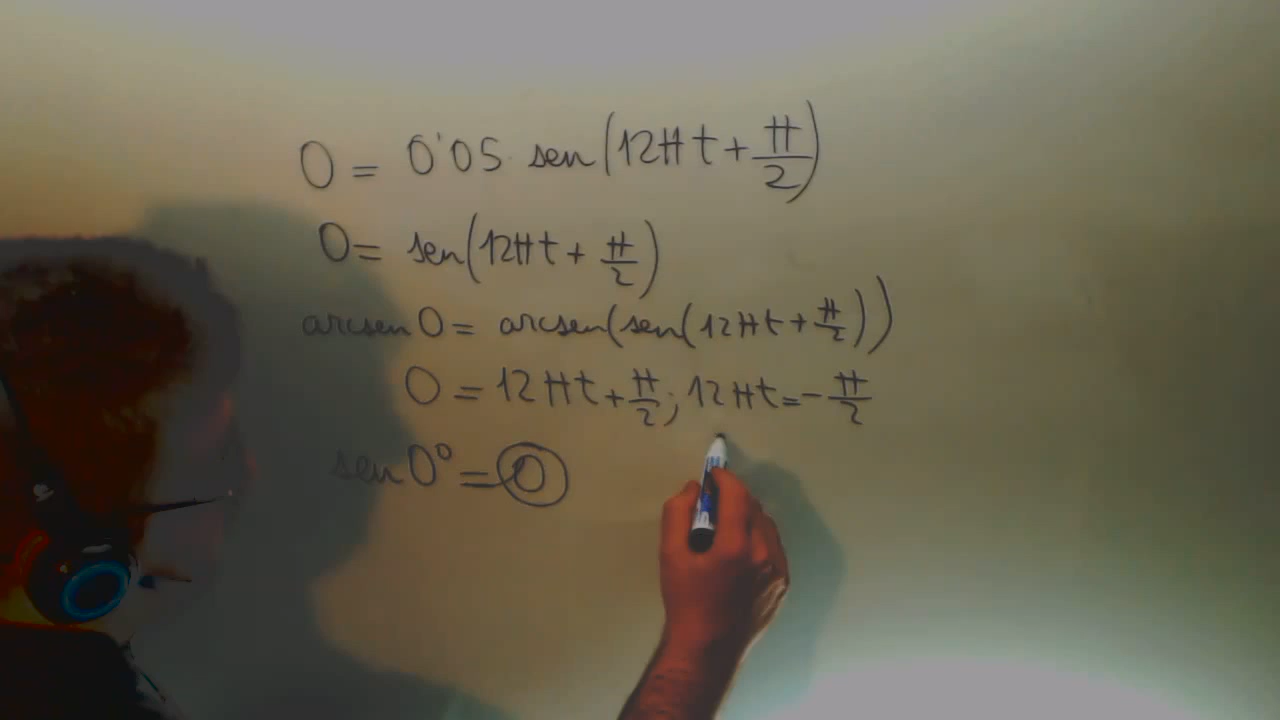 0 = 0'05 · sen(12πt + π/2)
0 = sen(12πt + π/2)
arcsen 0 = arcsen(sen(12πt + π/2))
0 = 12πt + π/2; 12πt = - π/2
sen 0° = 0